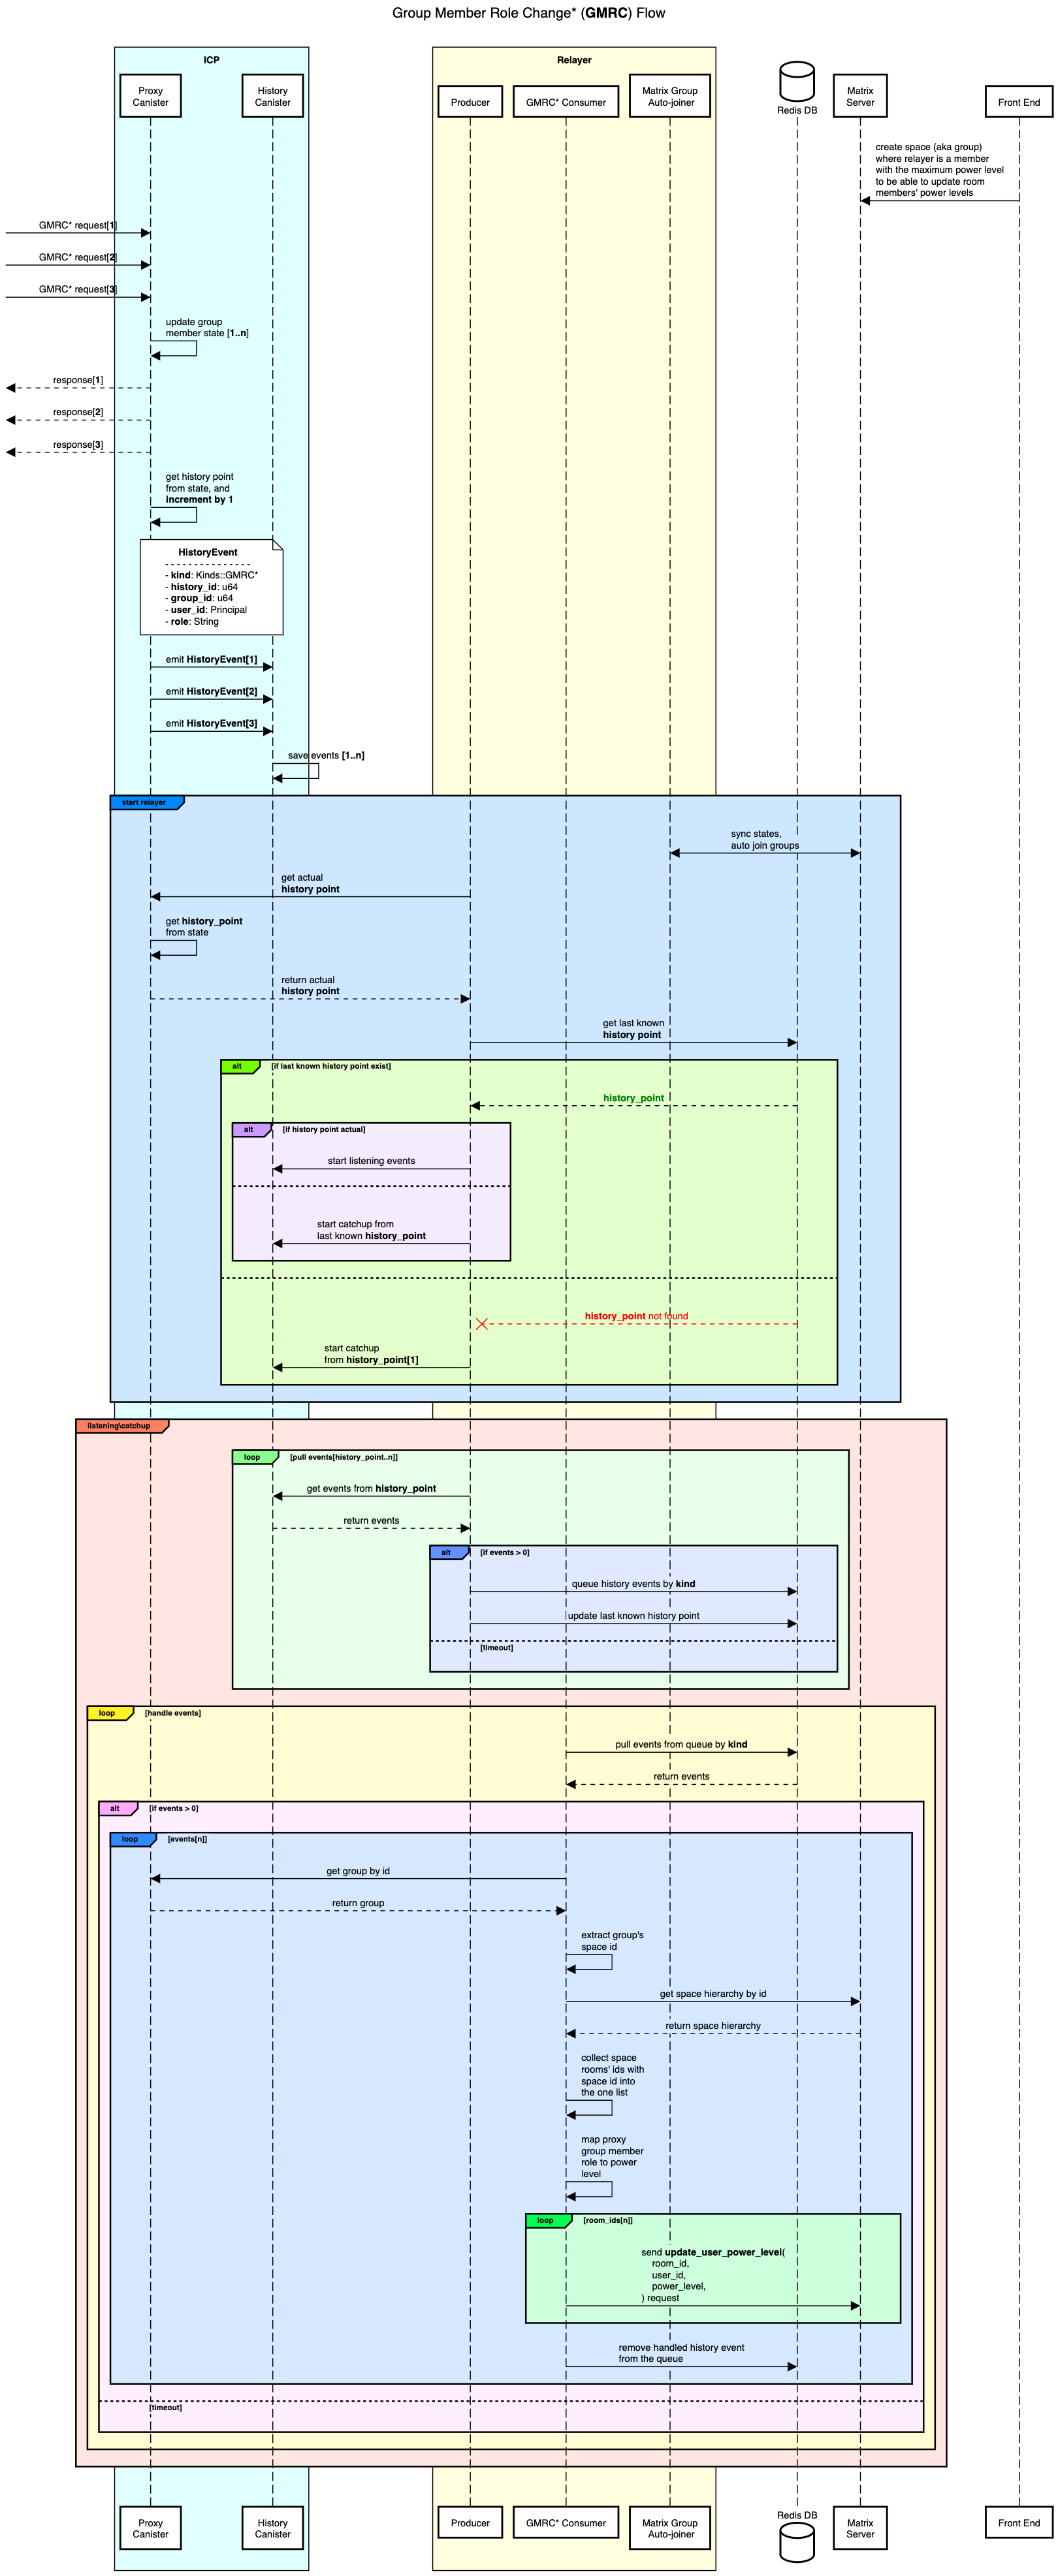 Group Member Role Change* (GMRC) Flow
ICP
Relayer
Proxy
Canister
History
Canister
Producer
GMRC* Consumer
Matrix Group
Auto-joiner
Redis DB
Matrix
Server
Front End
create space (aka group)
where relayer is a member
with the maximum power level
to be able to update room
members' power levels
GMRC* request[1]
GMRC* request[2]
GMRC* request[3]
update group
member state [1..n]
response[1]
response[2]
response[3]
get history point
from state, and
increment by 1
HistoryEvent
- - - - - - - - - - - - - - -
- kind: Kinds::GMRC*
- history_id: u64
- group_id: u64
- user_id: Principal
- role: String
emit HistoryEvent[1]
emit HistoryEvent[2]
emit HistoryEvent[3]
save events [1..n]
start relayer
sync states,
auto join groups
get actual
history point
get history_point
from state
return actual
history point
get last known
history point
alt [if last known history point exist]
history_point
alt [if history point actual]
start listening events
start catchup from
last known history_point
history_point not found
start catchup
from history_point[1]
listening\catchup
loop [pull events[history_point..n]]
get events from history_point
return events
alt [if events > 0]
queue history events by kind
update last known history point
[timeout]
loop [handle events]
pull events from queue by kind
return events
alt [if events > 0]
loop [events[n]]
get group by id
return group
extract group's
space id
get space hierarchy by id
return space hierarchy
collect space
rooms' ids with
space id into
the one list
map proxy
group member
role to power
level
loop [room_ids[n]]
send update_user_power_level(
room_id,
user_id,
power_level,
) request
remove handled history event
from the queue
[timeout]
Proxy
Canister
History
Canister
Producer
GMRC* Consumer
Matrix Group
Auto-joiner
Redis DB
Matrix
Server
Front End